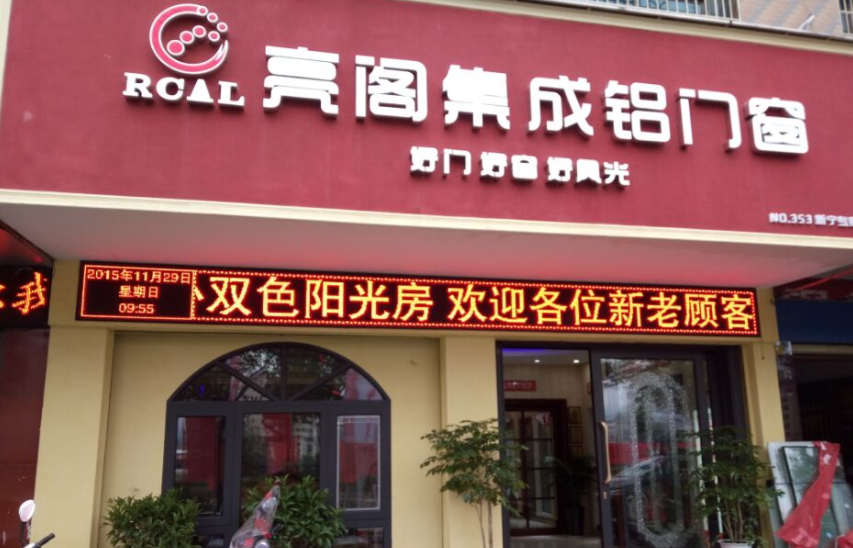 RCAL 亮阁集成铝门窗
好门 好窗 好风光
NO.353
2015年11月29日
星期日
09:55
双色阳光房 欢迎各位新老顾客